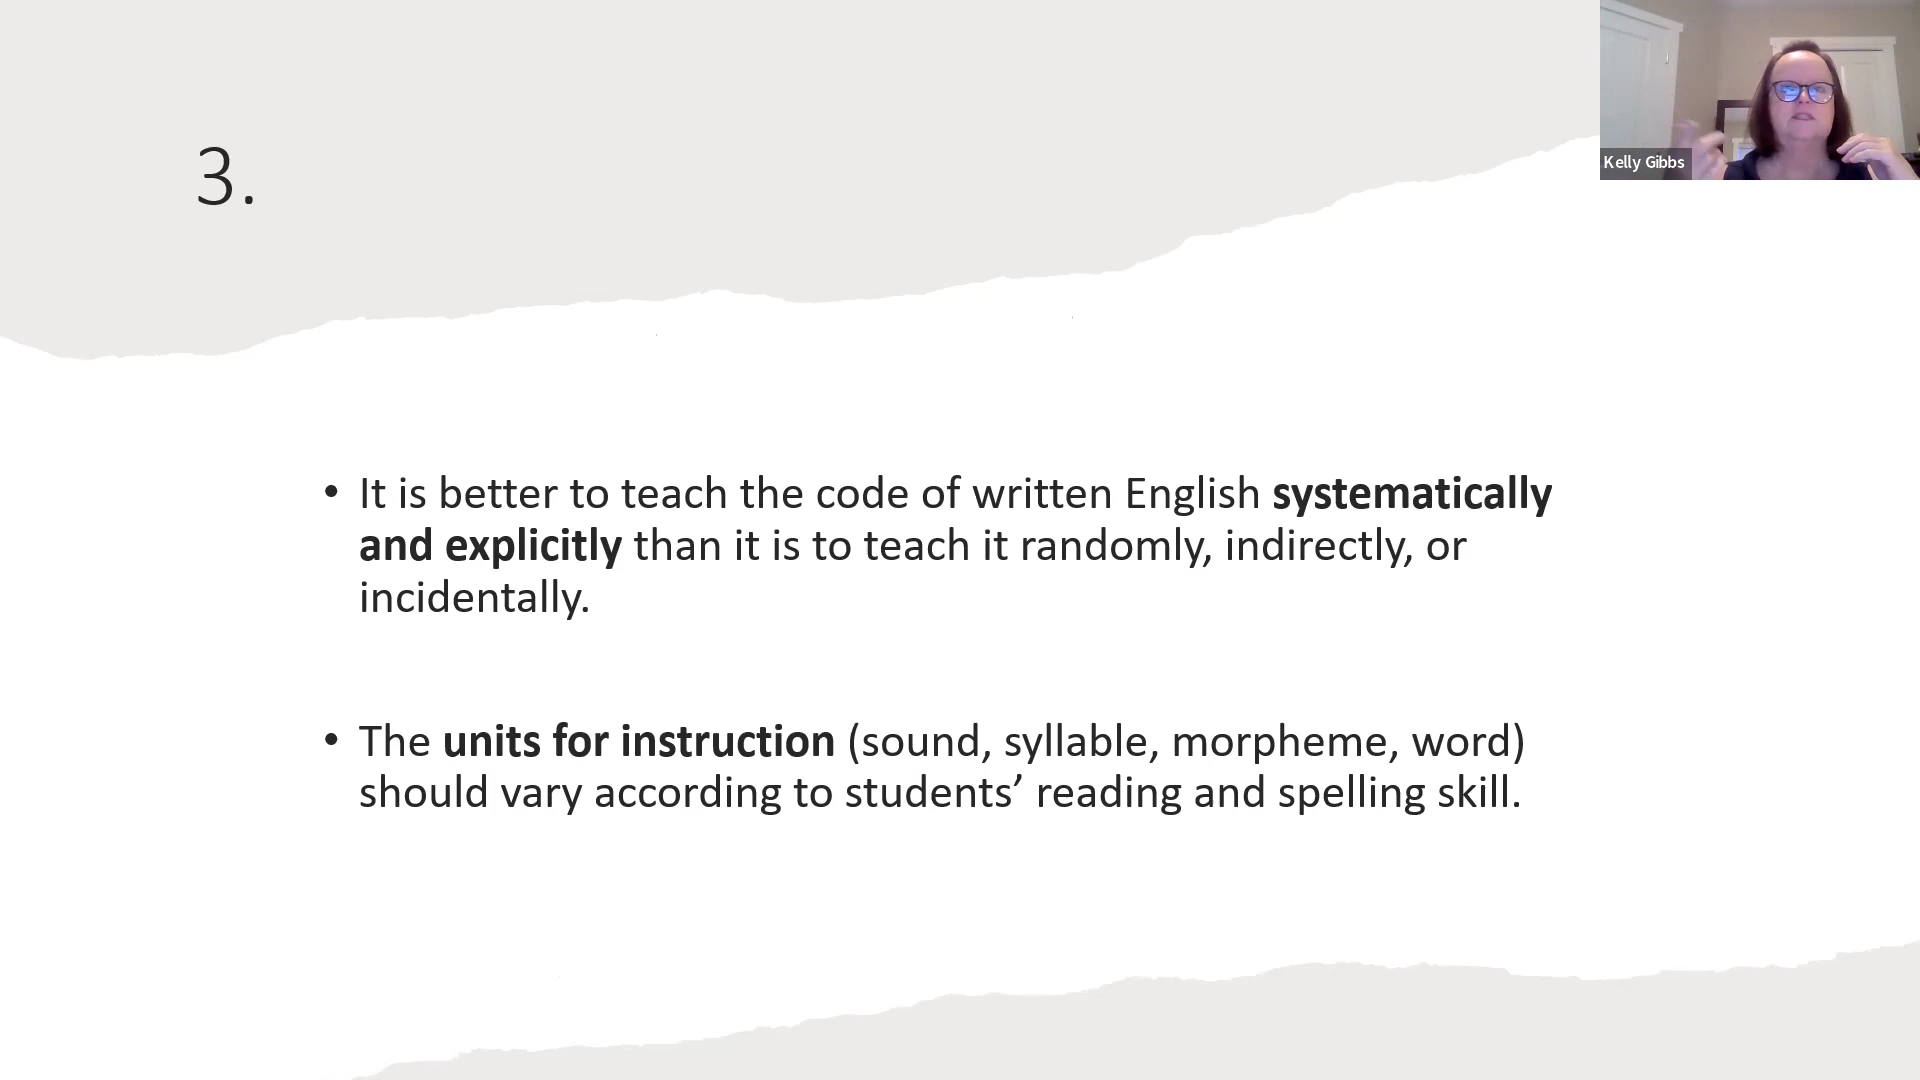 3.
Kelly Gibbs
• It is better to teach the code of written English systematically
and explicitly than it is to teach it randomly, indirectly, or
incidentally.
• The units for instruction (sound, syllable, morpheme, word)
should vary according to students’ reading and spelling skill.